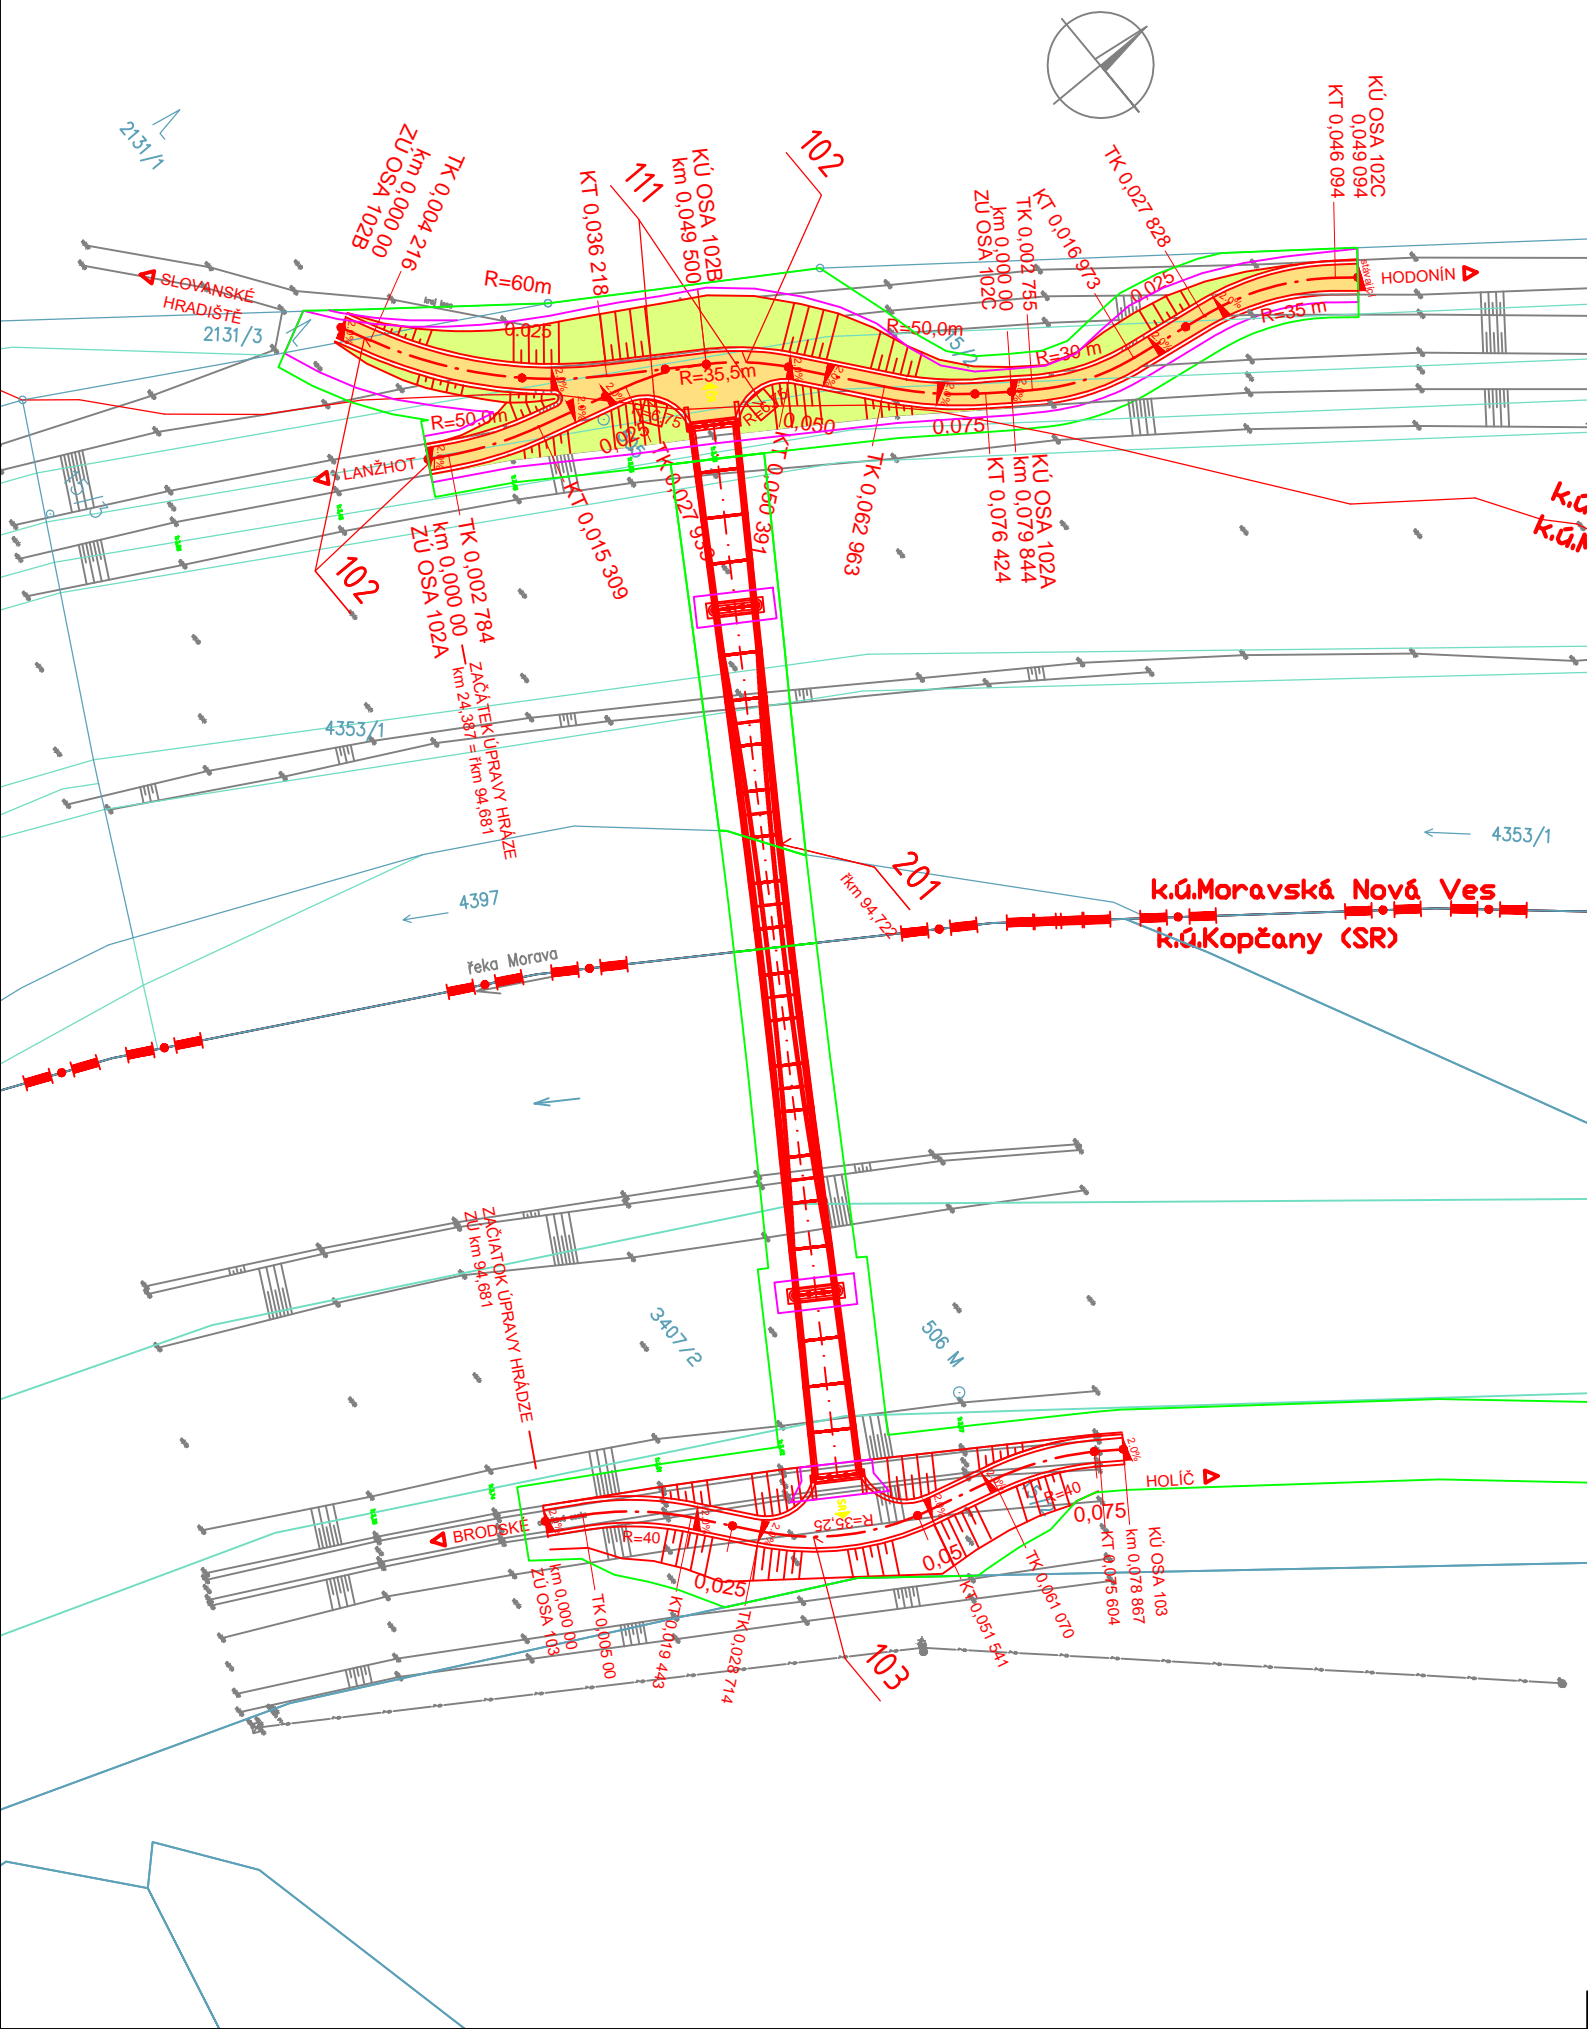 2131/1
TK 0,004 216
km 0,000 00
ZÚ OSA 102B
111
KÚ OSA 102B
km 0,049 500
102
KT 0,036 218
KÚ OSA 102C
0,049 094
KT 0,046 094
TK 0,027 828
KT 0,016 973
TK 0,002 755
km 0,000 00
ZÚ OSA 102C
SLOVANSKÉ
HRADIŠTĚ
2131/3
R=60m
0.025
R=35,5m
R=50,0m
R=30 m
0,025
R=35 m
HODONÍN
R=50,0m
R=6,75
0,025
0,050
0,075
LANŽHOT
102
TK 0,002 784
km 0,000 00
ZÚ OSA 102A
KT 0,015 309
KT 0,050 391
TK 0,062 963
KÚ OSA 102A
km 0,079 844
KT 0,076 424
ZAČÁTEK ÚPRAVY HRÁZE
km 24,387 = řkm 94,681
4353/1
4353/1
201
řkm 94,722
4397
k.ú.Moravská Nová Ves
k.ú.Kopčany (SR)
řeka Morava
ZAČIATOK ÚPRAVY HRÁDZE
ZÚ km 94,681
3407/2
506 M
BRODSKÉ
HOLÍČ
R=40
R=35,25
R=40
2.0%
0,025
0,05
0,075
km 0,000 00
ZÚ OSA 103
TK 0,005 00
KT 0,019 443
TK 0,028 714
103
KT 0,051 541
TK 0,061 070
KT 0,075 604
km 0,078 867
KÚ OSA 103